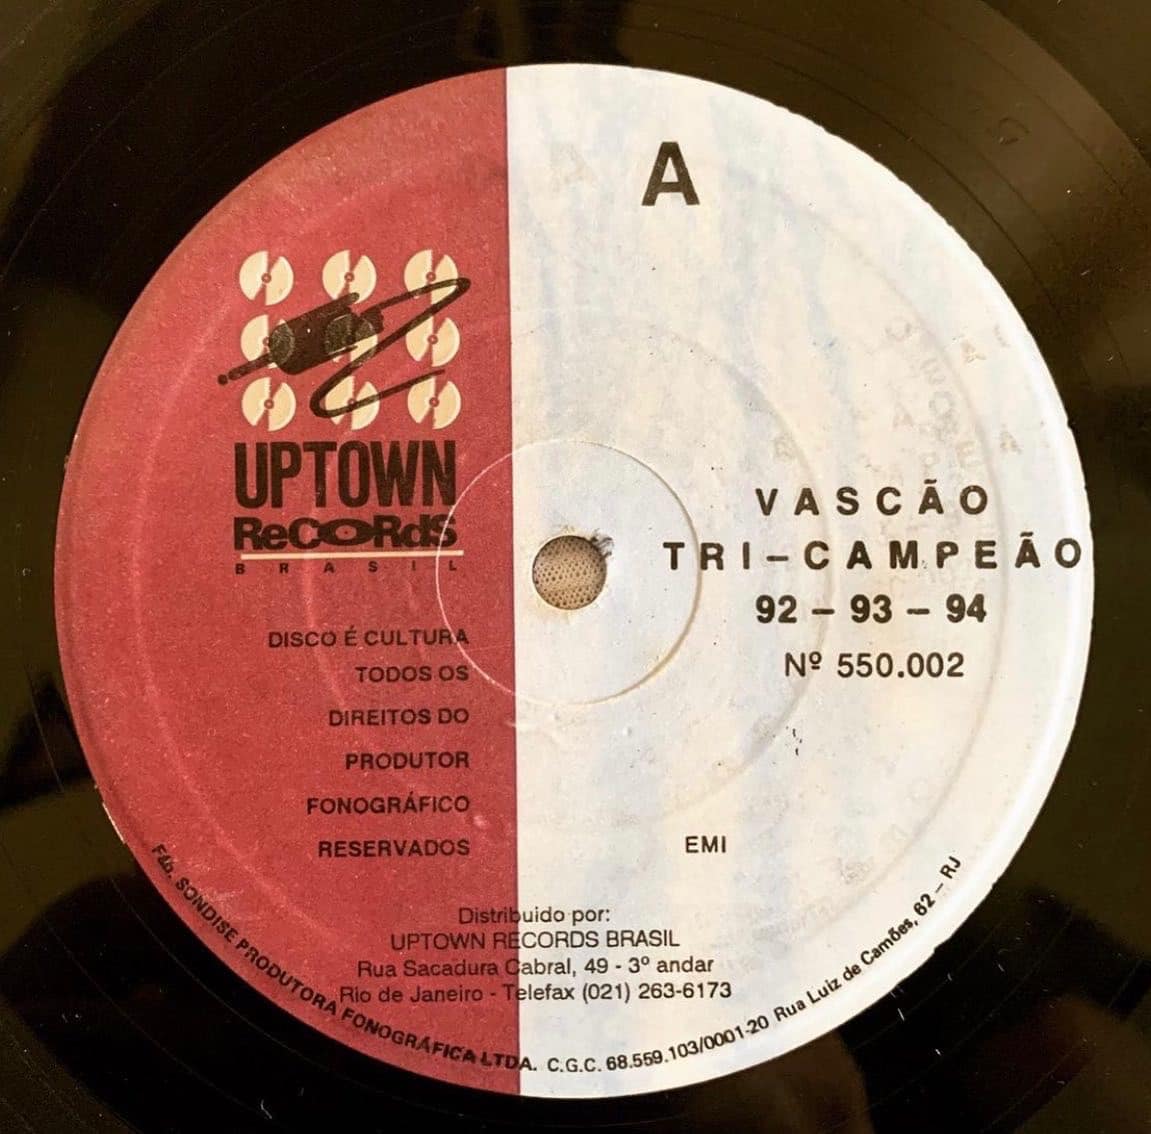 A
UPTOWN
ReCORdS
BRASIL
DISCO É CULTURA
TODOS OS
DIREITOS DO
PRODUTOR
FONOGRÁFICO
RESERVADOS
VASCÃO
TRI-CAMPEÃO
92 - 93 - 94
Nº 550.002
EMI
Distribuido por:
UPTOWN RECORDS BRASIL
Rua Sacadura Cabral, 49 - 3º andar
Rio de Janeiro - Telefax (021) 263-6173
Fáb. SONDISE PRODUTORA FONOGRÁFICA LTDA. C.G.C. 68.559.103/0001-20 Rua Luiz de Camões, 62 - RJ